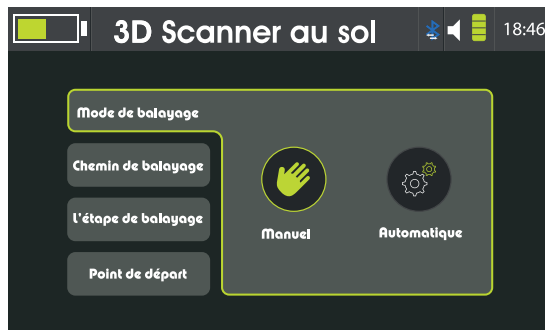 3D Scanner au sol 18:46
Mode de balayage
Chemin de balayage
L'étape de balayage
Point de départ
Manuel
Automatique